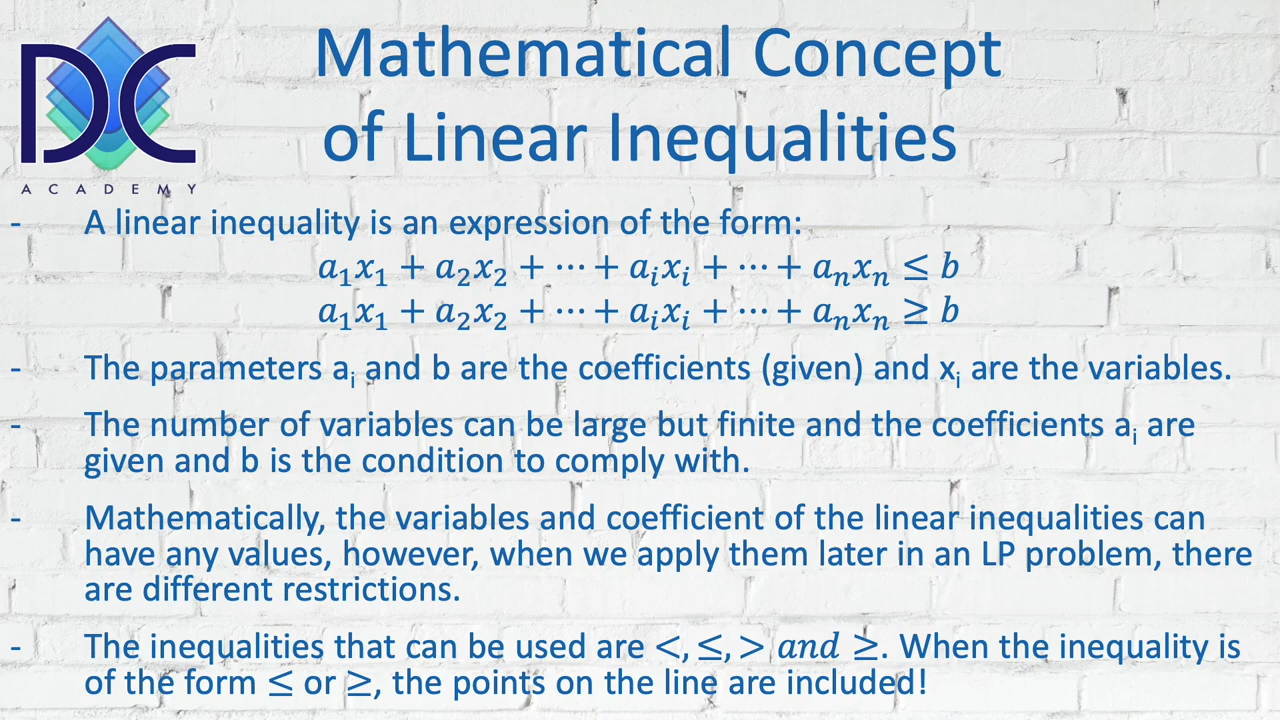 DC
ACADEMY
Mathematical Concept
of Linear Inequalities
- A linear inequality is an expression of the form:
a₁x₁ + a₂x₂ + ⋯ + aᵢxᵢ + ⋯ + aₙxₙ ≤ b
a₁x₁ + a₂x₂ + ⋯ + aᵢxᵢ + ⋯ + aₙxₙ ≥ b
- The parameters aᵢ and b are the coefficients (given) and xᵢ are the variables.
- The number of variables can be large but finite and the coefficients aᵢ are
given and b is the condition to comply with.
- Mathematically, the variables and coefficient of the linear inequalities can
have any values, however, when we apply them later in an LP problem, there
are different restrictions.
- The inequalities that can be used are <, ≤, > and ≥. When the inequality is
of the form ≤ or ≥, the points on the line are included!